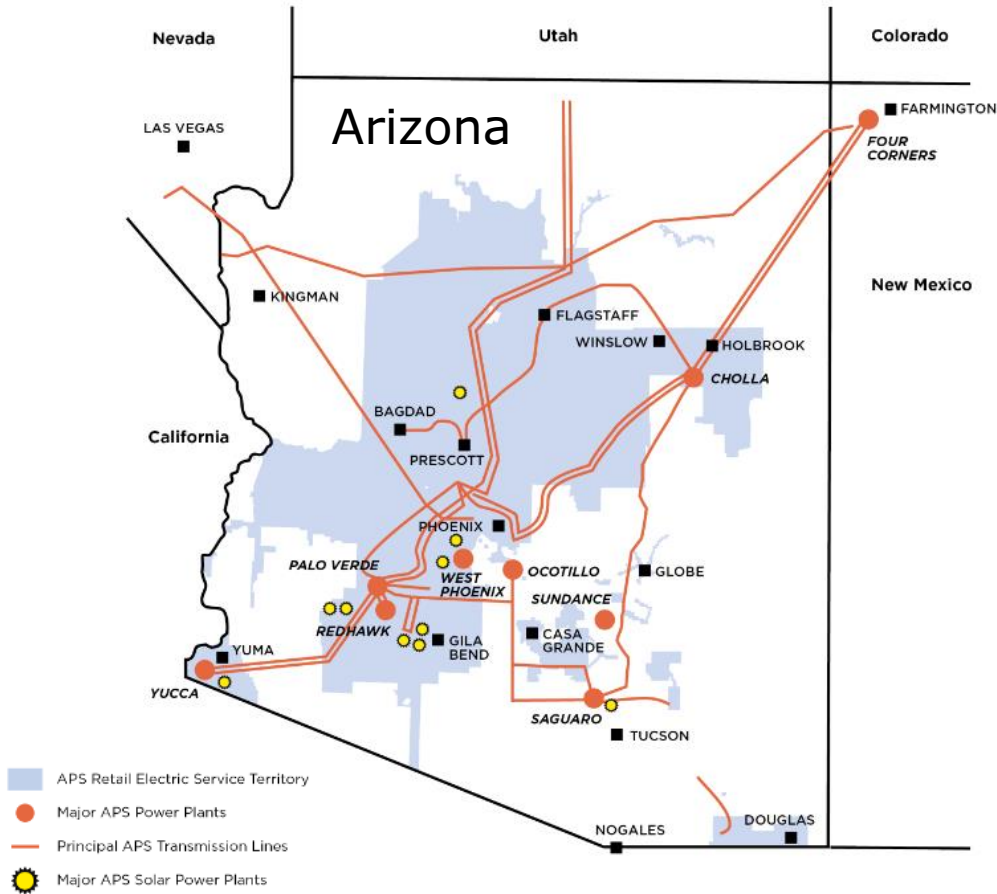 Nevada
Utah
Colorado
Arizona
LAS VEGAS
FARMINGTON
FOUR
CORNERS
New Mexico
KINGMAN
FLAGSTAFF
WINSLOW
HOLBROOK
CHOLLA
BAGDAD
California
PRESCOTT
PHOENIX
PALO VERDE
WEST
PHOENIX
OCOTILLO
GLOBE
SUNDANCE
REDHAWK
GILA
BEND
CASA
GRANDE
YUMA
YUCCA
SAGUARO
TUCSON
APS Retail Electric Service Territory
Major APS Power Plants
DOUGLAS
NOGALES
Principal APS Transmission Lines
Major APS Solar Power Plants